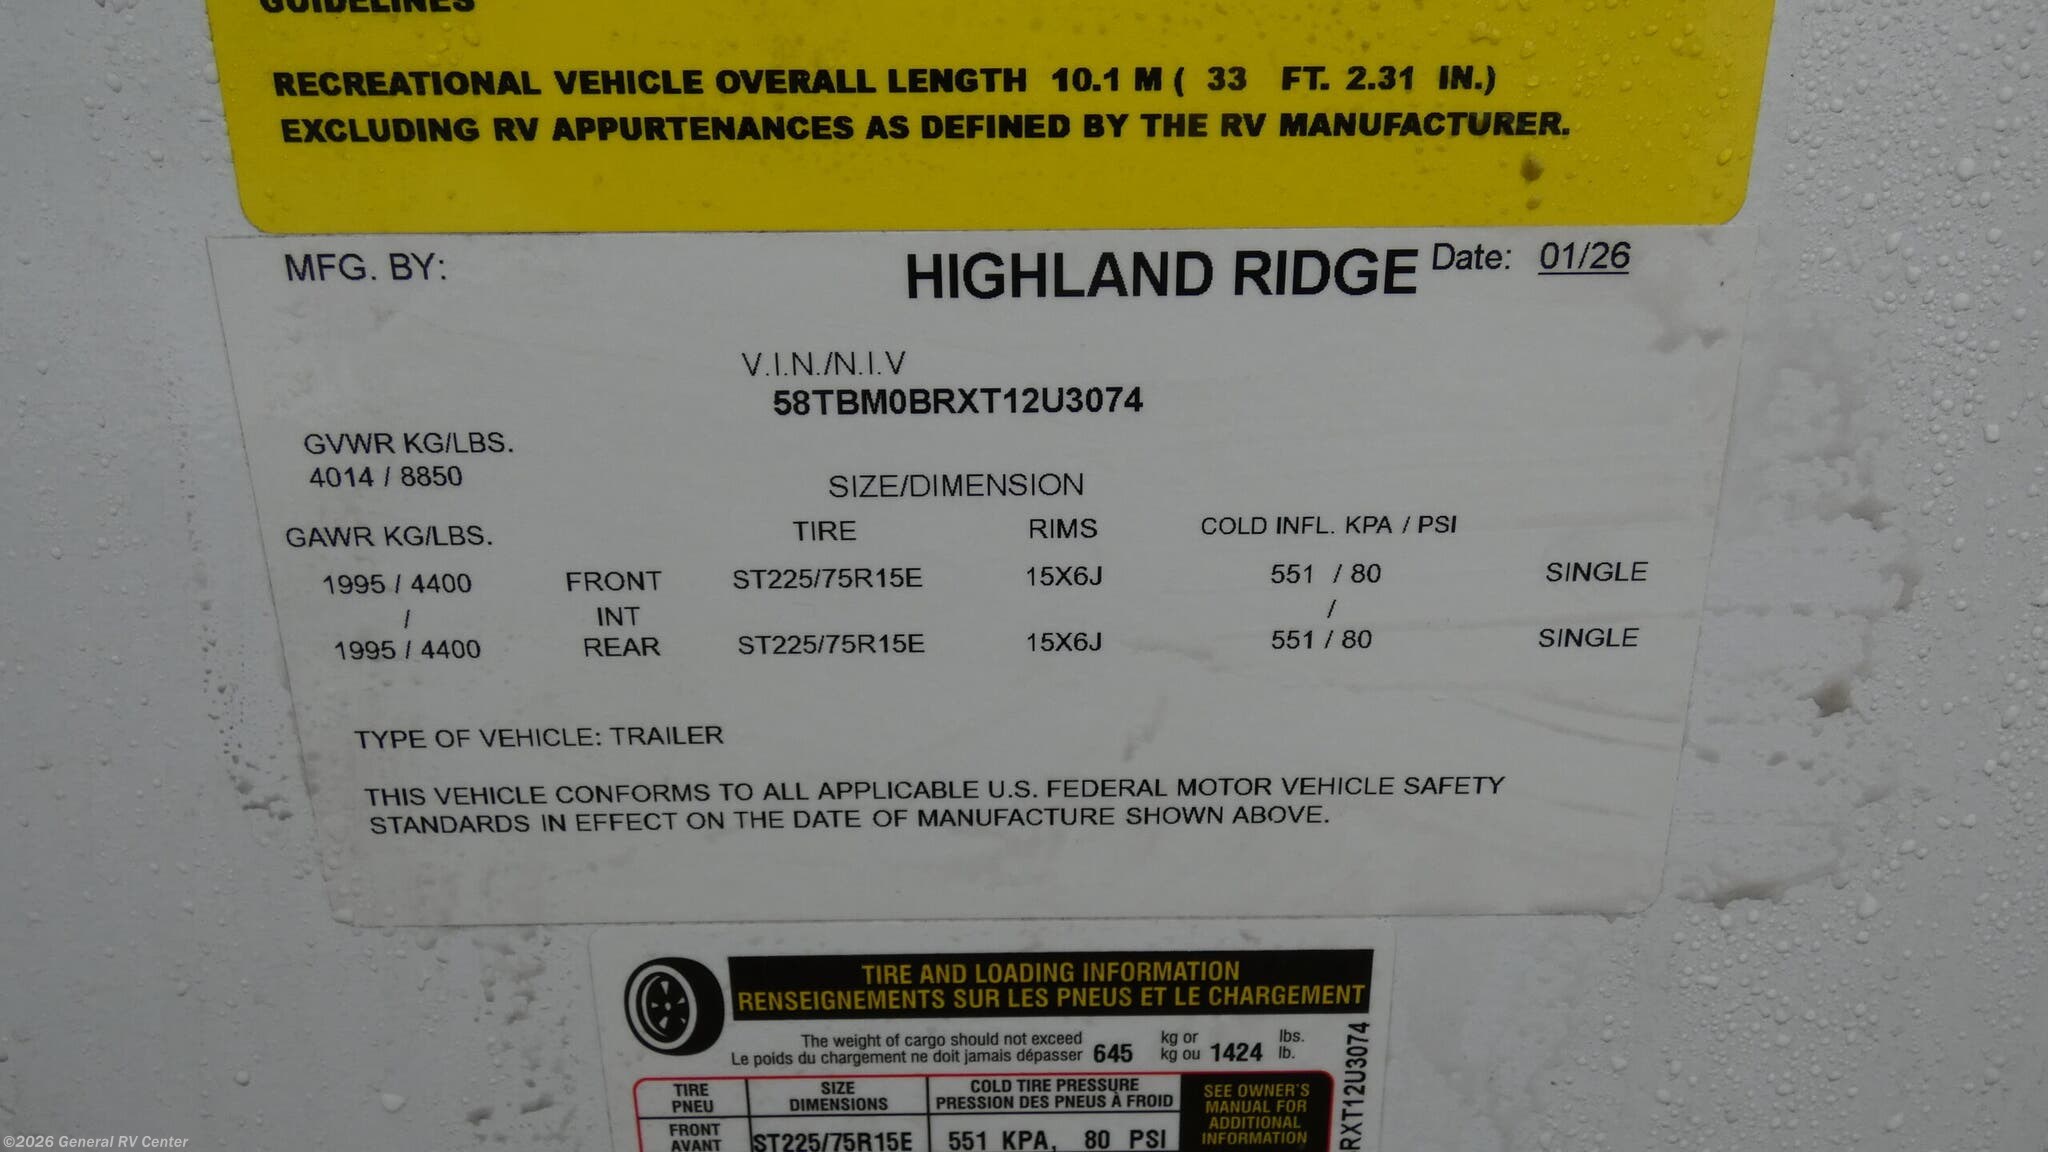 GUIDELINES
RECREATIONAL VEHICLE OVERALL LENGTH 10.1 M ( 33 FT. 2.31 IN.)
EXCLUDING RV APPURTENANCES AS DEFINED BY THE RV MANUFACTURER.
MFG. BY: HIGHLAND RIDGE Date: 01/26
V.I.N./N.I.V
58TBM0BRXT12U3074
GVWR KG/LBS.
4014 / 8850
SIZE/DIMENSION
GAWR KG/LBS. TIRE RIMS COLD INFL. KPA / PSI
1995 / 4400 FRONT ST225/75R15E 15X6J 551 / 80 SINGLE
/ INT /
1995 / 4400 REAR ST225/75R15E 15X6J 551 / 80 SINGLE
TYPE OF VEHICLE: TRAILER
THIS VEHICLE CONFORMS TO ALL APPLICABLE U.S. FEDERAL MOTOR VEHICLE SAFETY
STANDARDS IN EFFECT ON THE DATE OF MANUFACTURE SHOWN ABOVE.
TIRE AND LOADING INFORMATION
RENSEIGNEMENTS SUR LES PNEUS ET LE CHARGEMENT
The weight of cargo should not exceed kg or lbs.
Le poids du chargement ne doit jamais dépasser 645 kg ou 1424 lb.
TIRE SIZE COLD TIRE PRESSURE SEE OWNER'S
PNEU DIMENSIONS PRESSION DES PNEUS À FROID MANUAL FOR
ADDITIONAL
INFORMATION
FRONT
AVANT ST225/75R15E 551 KPA, 80 PSI
RXT12U3074
©2026 General RV Center